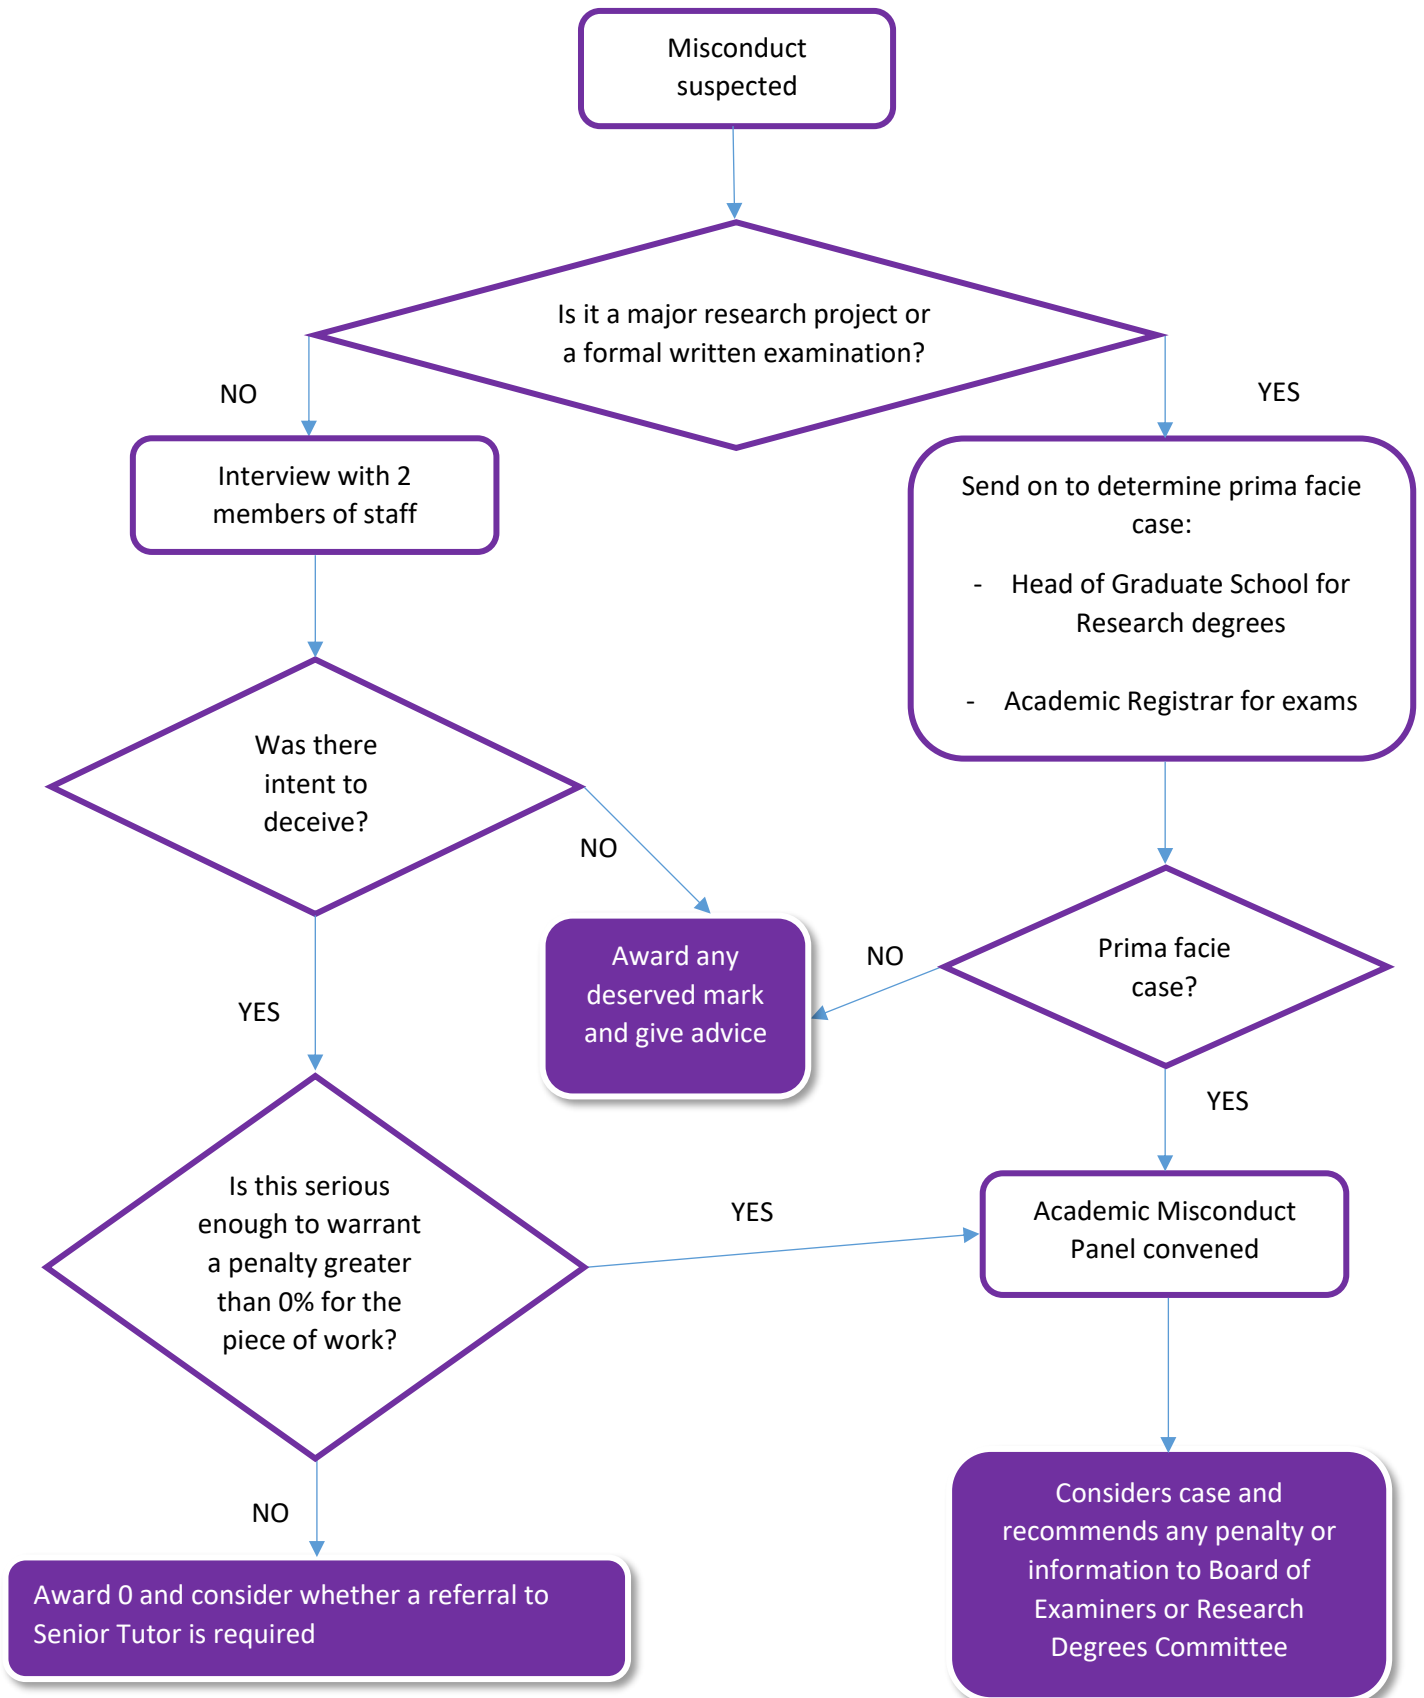 Misconduct
suspected
Is it a major research project or
a formal written examination?
NO
YES
Interview with 2
members of staff
Send on to determine prima facie
case:
- Head of Graduate School for
Research degrees
- Academic Registrar for exams
Was there
intent to
deceive?
NO
Award any
deserved mark
and give advice
NO
Prima facie
case?
YES
YES
Is this serious
enough to warrant
a penalty greater
than 0% for the
piece of work?
YES
Academic Misconduct
Panel convened
NO
Award 0 and consider whether a referral to
Senior Tutor is required
Considers case and
recommends any penalty or
information to Board of
Examiners or Research
Degrees Committee